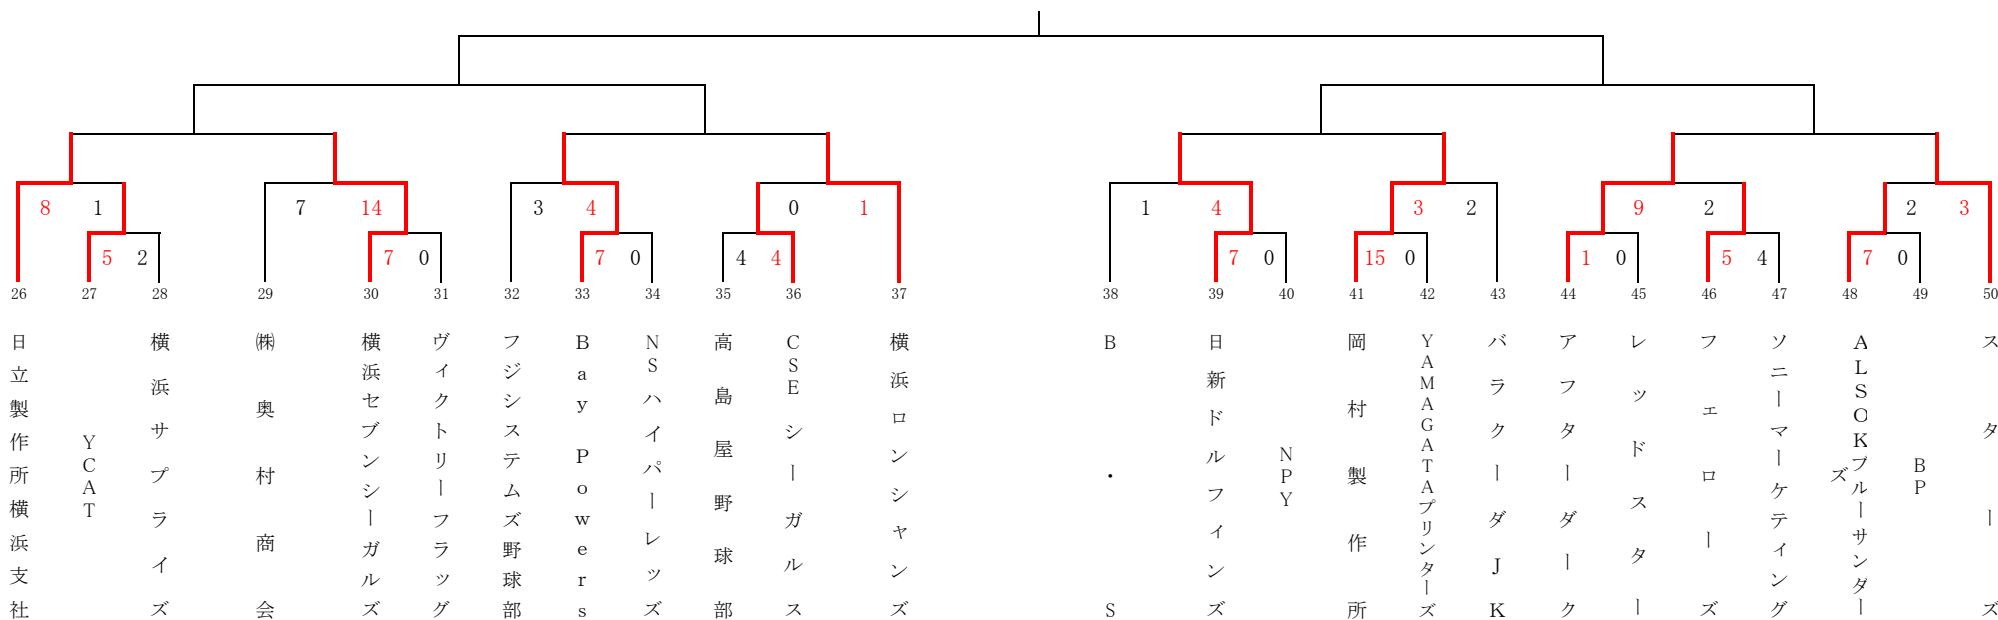 8 1 7 14 3 4 0 1 1 4 3 2 9 2 2 3
5 2 7 0 7 0 4 4 7 0 15 0 1 0 5 4 7 0
26 27 28 29 30 31 32 33 34 35 36 37 38 39 40 41 42 43 44 45 46 47 48 49 50
日立製作所横浜支社
YCAT
横浜サプライズ
㈱奥村商会
横浜セブンシーガルズ
ヴィクトリーフラッグ
フジシステムズ野球部
Bay Powers
NSハイパーレッズ
高島屋野球部
CSEシーガルス
横浜ロンシャンズ
B・S
日新ドルフィンズ
NPY
岡村製作所
YAMAGATAプリンターズ
バラクーダJK
アフターダーク
レッドスター
フェローズ
ソニーマーケティング
ALSOKブルーサンダー
ズ
BP
スターズ